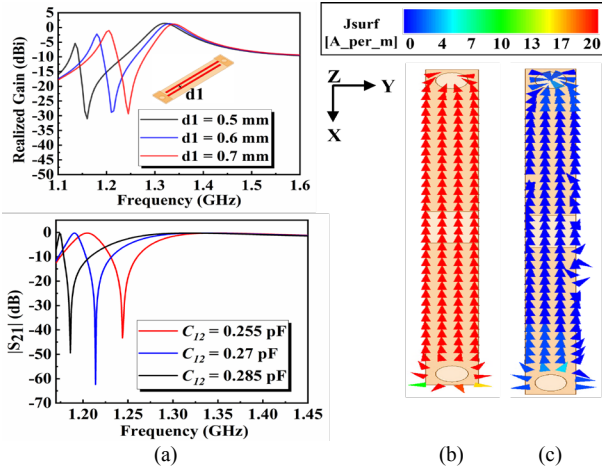 5
0
-5
-10
-15
-20
-25
-30
-35
-40
-45
-50
Realized Gain (dBi)
d1
d1 = 0.5 mm
d1 = 0.6 mm
d1 = 0.7 mm
1.1 1.2 1.3 1.4 1.5 1.6
Frequency (GHz)
0
-10
-20
-30
-40
-50
-60
-70
|S21| (dB)
C12 = 0.255 pF
C12 = 0.27 pF
C12 = 0.285 pF
1.20 1.25 1.30 1.35 1.40 1.45
Frequency (GHz)
(a)
Jsurf
[A_per_m]
0 4 7 10 13 17 20
Z
Y
X
(b)
(c)